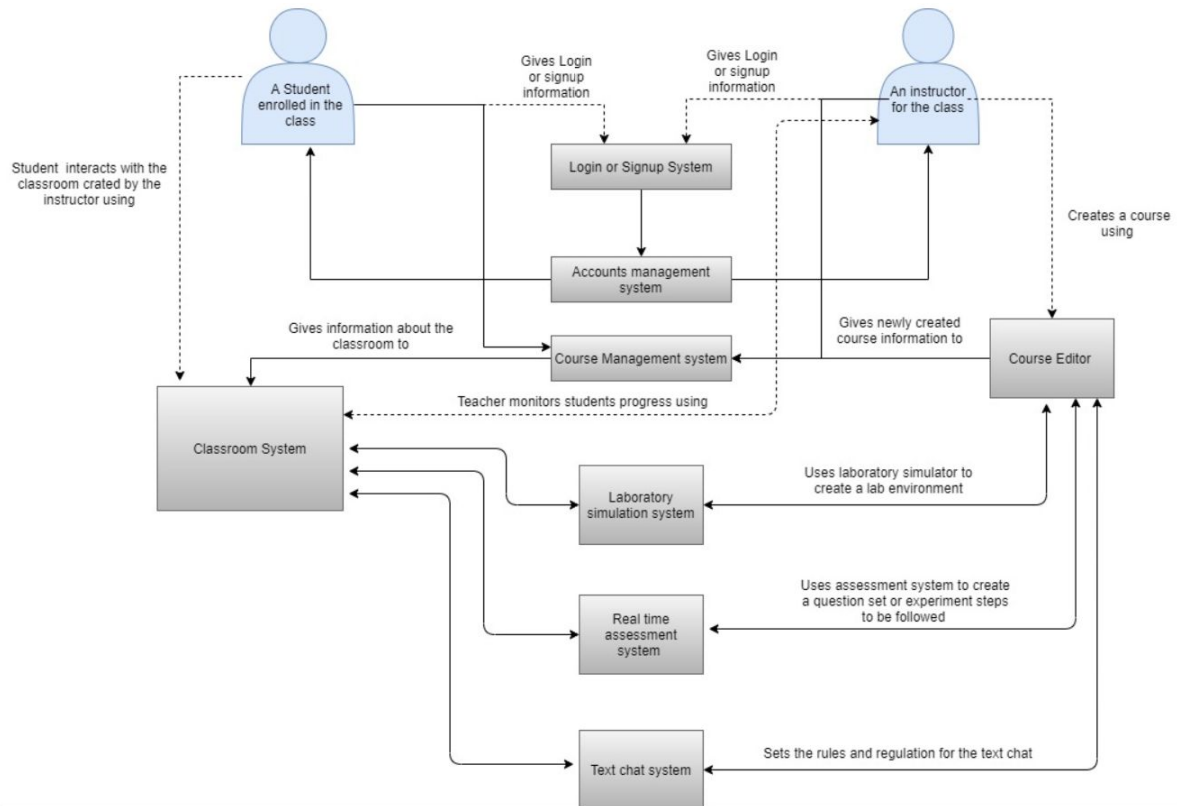 Gives Login
or signup
information
Gives Login
or signup
information
A Student
enrolled in the
class
An instructor
for the class
Student interacts with the
classroom crated by the
instructor using
Login or Signup System
Creates a course
using
Accounts management
system
Gives information about the
classroom to
Course Management system
Gives newly created
course information to
Course Editor
Teacher monitors students progress using
Classroom System
Laboratory
simulation system
Uses laboratory simulator to
create a lab environment
Real time
assessment
system
Uses assessment system to create
a question set or experiment steps
to be followed
Text chat system
Sets the rules and regulation for the text chat